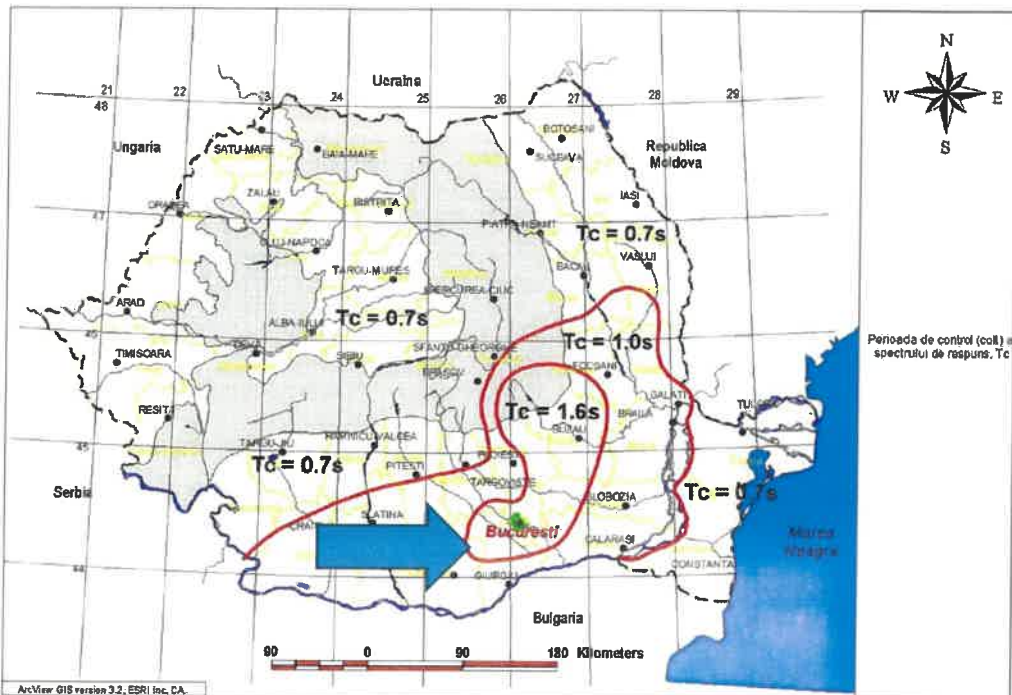 N
W E
S
Ucraina
21 22 23 24 25 26 27 28 29
48
Ungaria
SATU-MARE
BAIA-MARE
BOTOSANI
SUCEAVA
Republica
Moldova
ZALAU
ORADEA
BISTRITA
IASI
47
CLUJ-NAPOCA
PIATRA-NEAMT
Tc = 0.7s
TARGU-MURES
BACAU
VASLUI
MIERCUREA-CIUC
ARAD
ALBA-IULIA
Tc = 0.7s
46
Tc = 1.0s
Perioada de control (colt) a
spectrului de raspuns, Tc
TIMISOARA
DEVA
SIBIU
SFANTO-GHEORGHE
BRASOV
FOCSANI
RESITA
Tc = 1.6s
GALATI
BRAILA
BUZAU
45
TARGU-JIU
RAMNICU-VALCEA
Tc = 0.7s
PITESTI
PLOIESTI
TARGOVISTE
Serbia
Tc = 0.7s
SLOBOZIA
SLATINA
Bucuresti
CALARASI
Marea
Neagra
CONSTANTA
44
GIURGIU
Bulgaria
90 0 90 180 Kilometers
ArcView GIS version 3.2, ESRI Inc, CA.